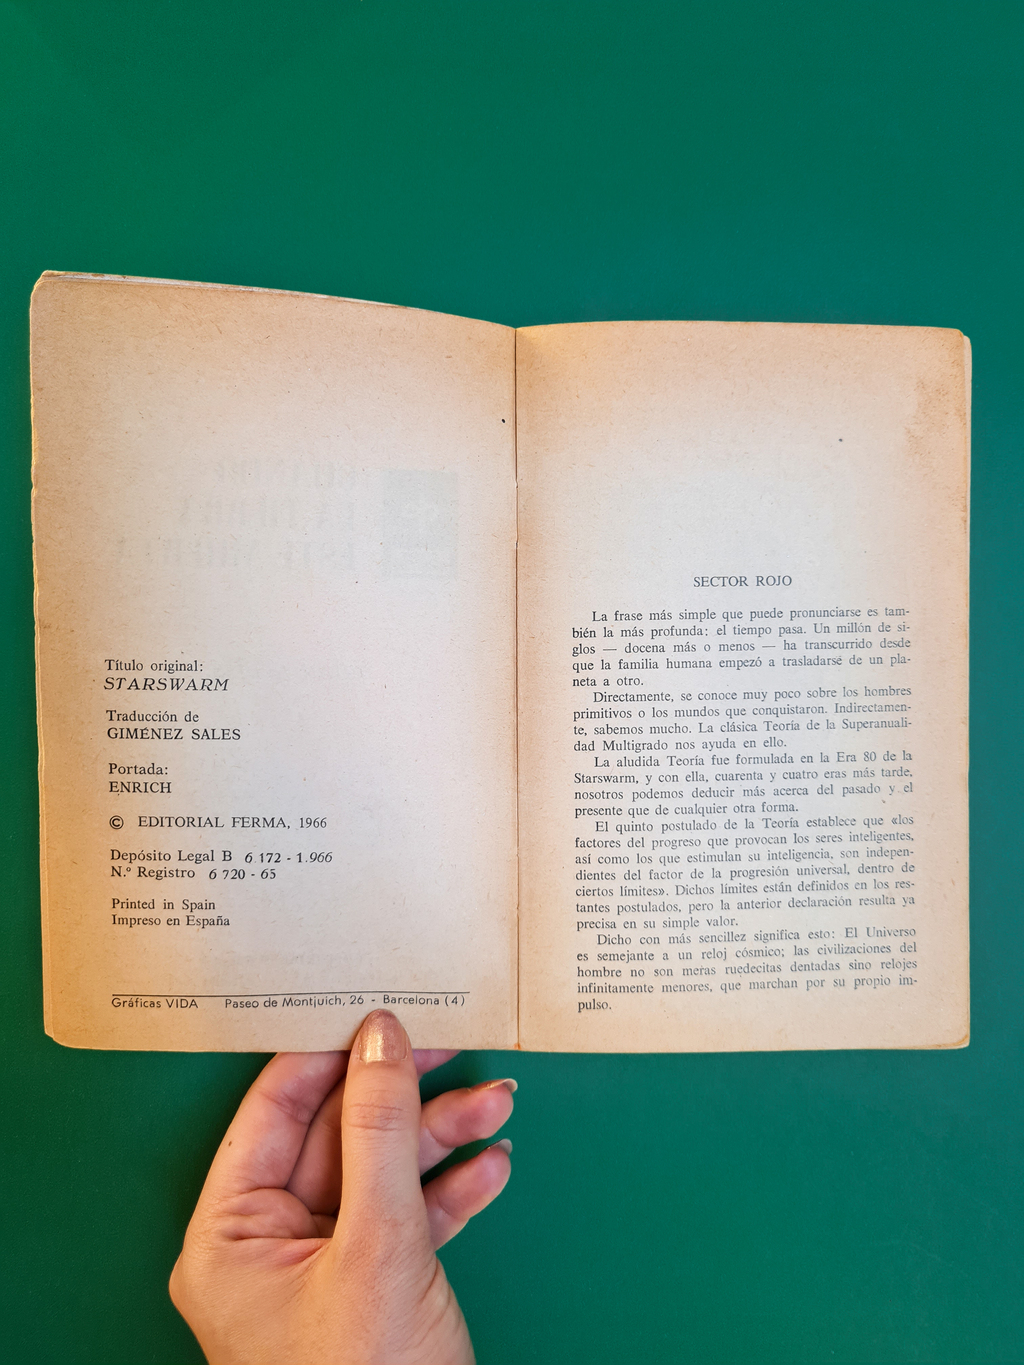 Título original:
STARSWARM
Traducción de
GIMÉNEZ SALES
Portada:
ENRICH
© EDITORIAL FERMA, 1966
Depósito Legal B 6.172 - 1.966
N.º Registro 6 720 - 65
Printed in Spain
Impreso en España
Gráficas VIDA Paseo de Montjuich, 26 - Barcelona (4)
SECTOR ROJO
La frase más simple que puede pronunciarse es tam-
bién la más profunda: el tiempo pasa. Un millón de si-
glos — docena más o menos — ha transcurrido desde
que la familia humana empezó a trasladarse de un pla-
neta a otro.
Directamente, se conoce muy poco sobre los hombres
primitivos o los mundos que conquistaron. Indirectamen-
te, sabemos mucho. La clásica Teoría de la Superanuali-
dad Multigrado nos ayuda en ello.
La aludida Teoría fue formulada en la Era 80 de la
Starswarm, y con ella, cuarenta y cuatro eras más tarde,
nosotros podemos deducir más acerca del pasado y el
presente que de cualquier otra forma.
El quinto postulado de la Teoría establece que «los
factores del progreso que provocan los seres inteligentes,
así como los que estimulan su inteligencia, son indepen-
dientes del factor de la progresión universal, dentro de
ciertos límites». Dichos límites están definidos en los res-
tantes postulados, pero la anterior declaración resulta ya
precisa en su simple valor.
Dicho con más sencillez significa esto: El Universo
es semejante a un reloj cósmico; las civilizaciones del
hombre no son meras ruedecitas dentadas sino relojes
infinitamente menores, que marchan por su propio im-
pulso.